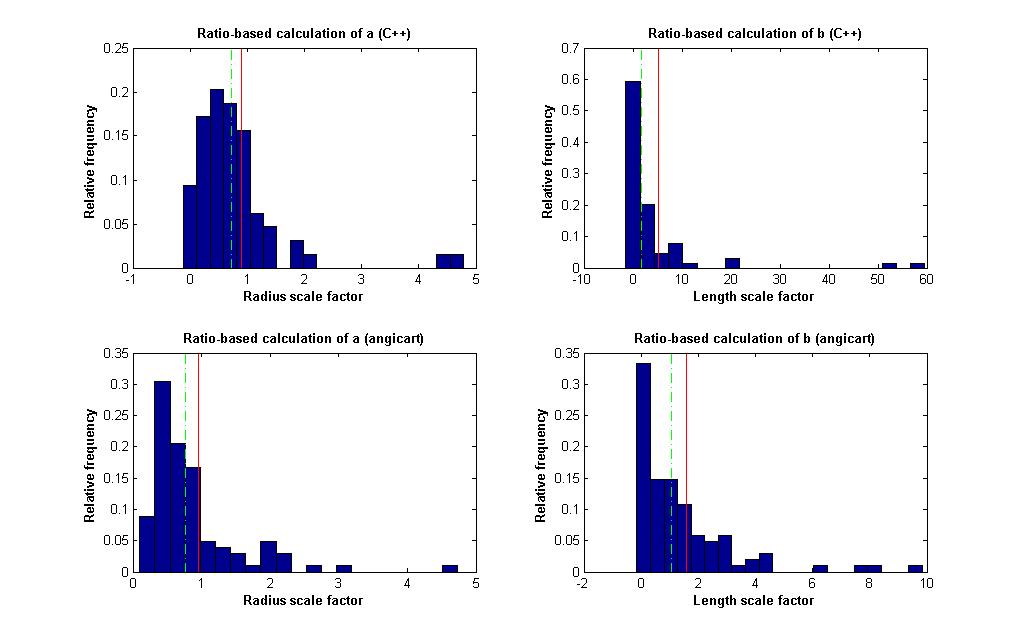 Ratio-based calculation of a (C++)
0.25
0.2
0.15
0.1
0.05
0
Relative frequency
-1 0 1 2 3 4 5
Radius scale factor
Ratio-based calculation of b (C++)
0.7
0.6
0.5
0.4
0.3
0.2
0.1
0
Relative frequency
-10 0 10 20 30 40 50 60
Length scale factor
Ratio-based calculation of a (angicart)
0.35
0.3
0.25
0.2
0.15
0.1
0.05
0
Relative frequency
0 1 2 3 4 5
Radius scale factor
Ratio-based calculation of b (angicart)
0.35
0.3
0.25
0.2
0.15
0.1
0.05
0
Relative frequency
-2 0 2 4 6 8 10
Length scale factor